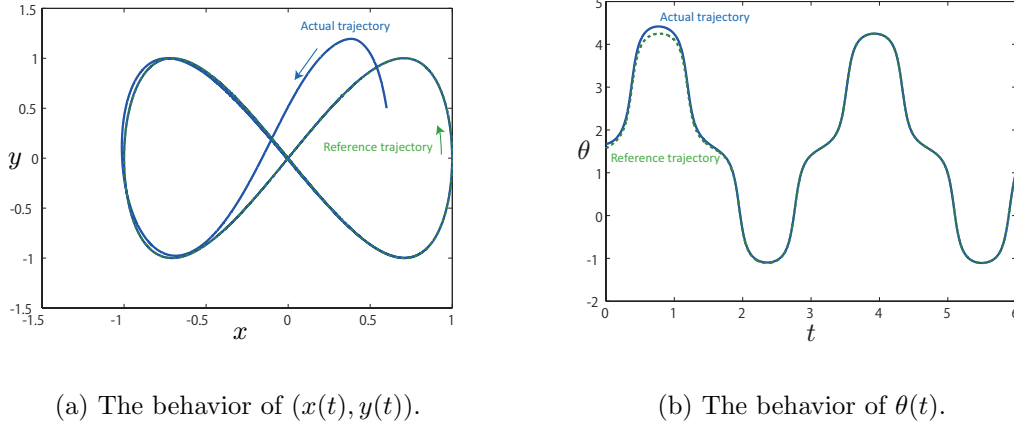 Actual trajectory
Reference trajectory
y
1.5
1
0.5
0
-0.5
-1
-1.5
-1.5
-1
-0.5
0
0.5
1
x
(a) The behavior of (x(t), y(t)).
Actual trajectory
Reference trajectory
θ
5
4
3
2
1
0
-1
-2
0
1
2
3
4
5
6
t
(b) The behavior of θ(t).